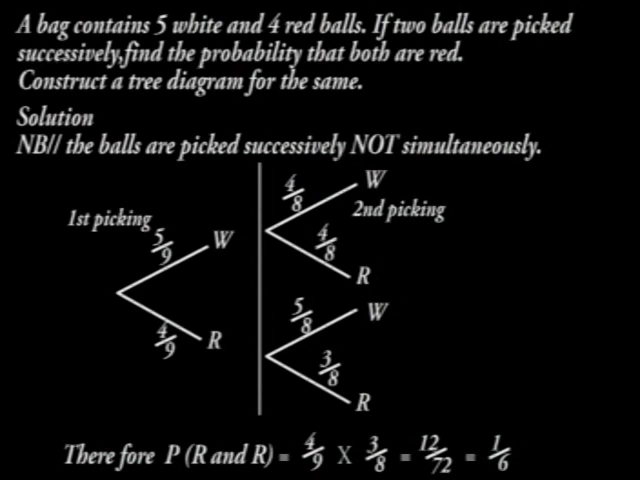 A bag contains 5 white and 4 red balls. If two balls are picked
successively,find the probability that both are red.
Construct a tree diagram for the same.
Solution
NB// the balls are picked successively NOT simultaneously.
4/8 W
1st picking
2nd picking
5/9 W
4/8 R
5/8 W
4/9 R
3/8 R
There fore P (R and R) = 4/9 X 3/8 = 12/72 = 1/6